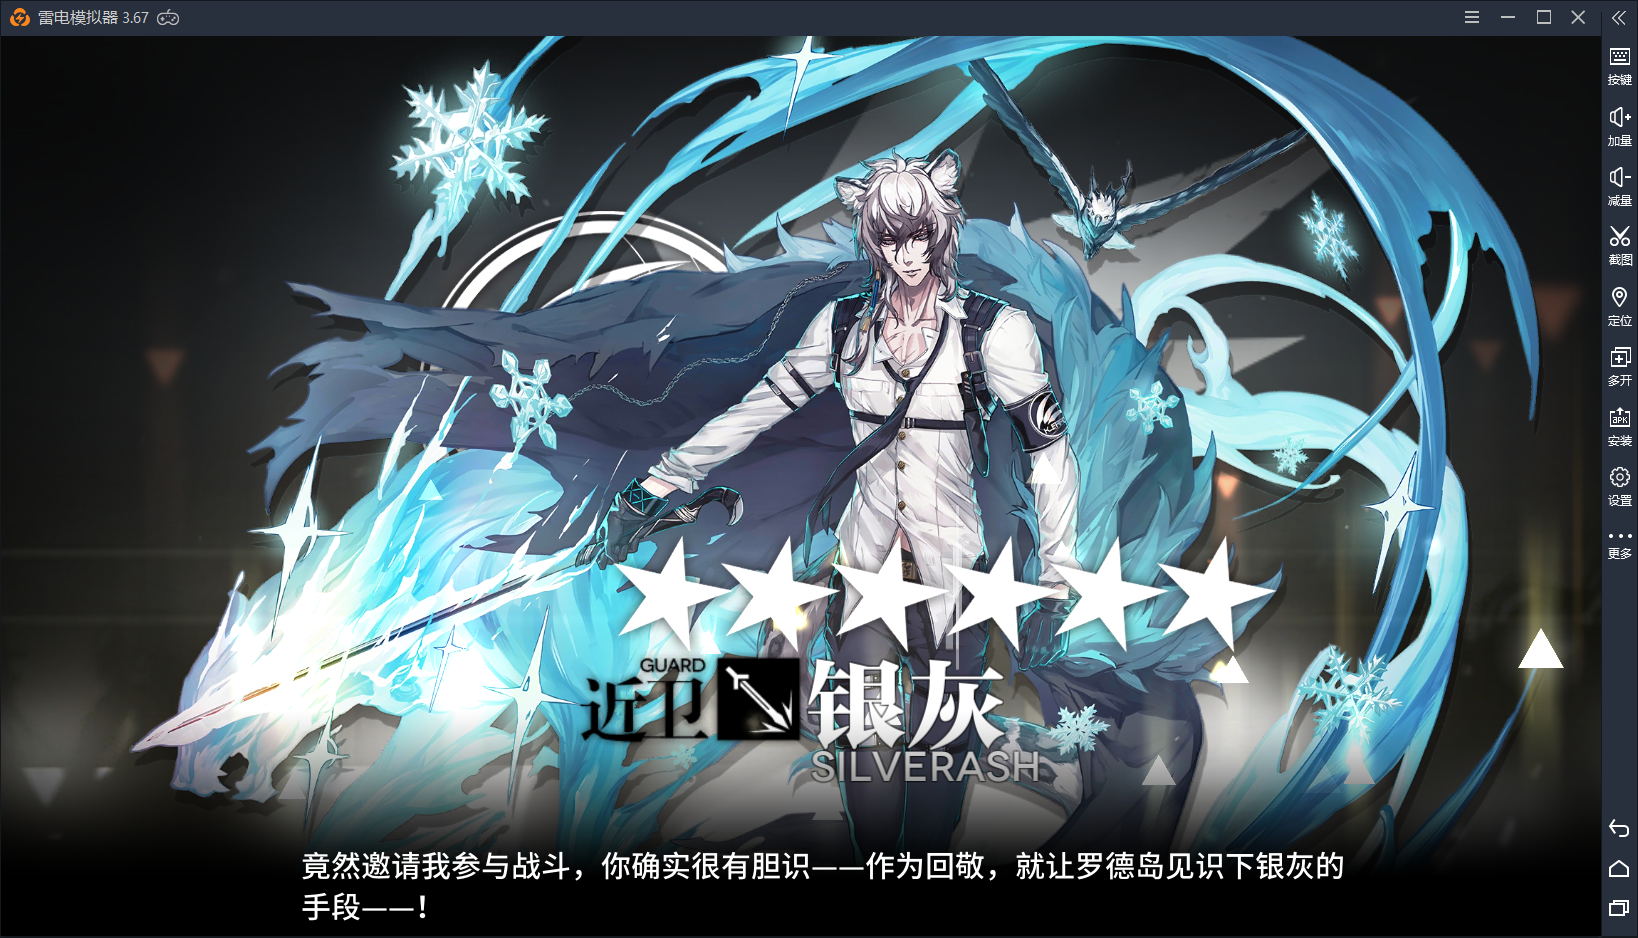 雷电模拟器 3.67
按键
加量
减量
截图
定位
多开
APK
安装
设置
更多
GUARD
近卫
银灰
SILVERASH
竟然邀请我参与战斗，你确实很有胆识——作为回敬，就让罗德岛见识下银灰的
手段——！